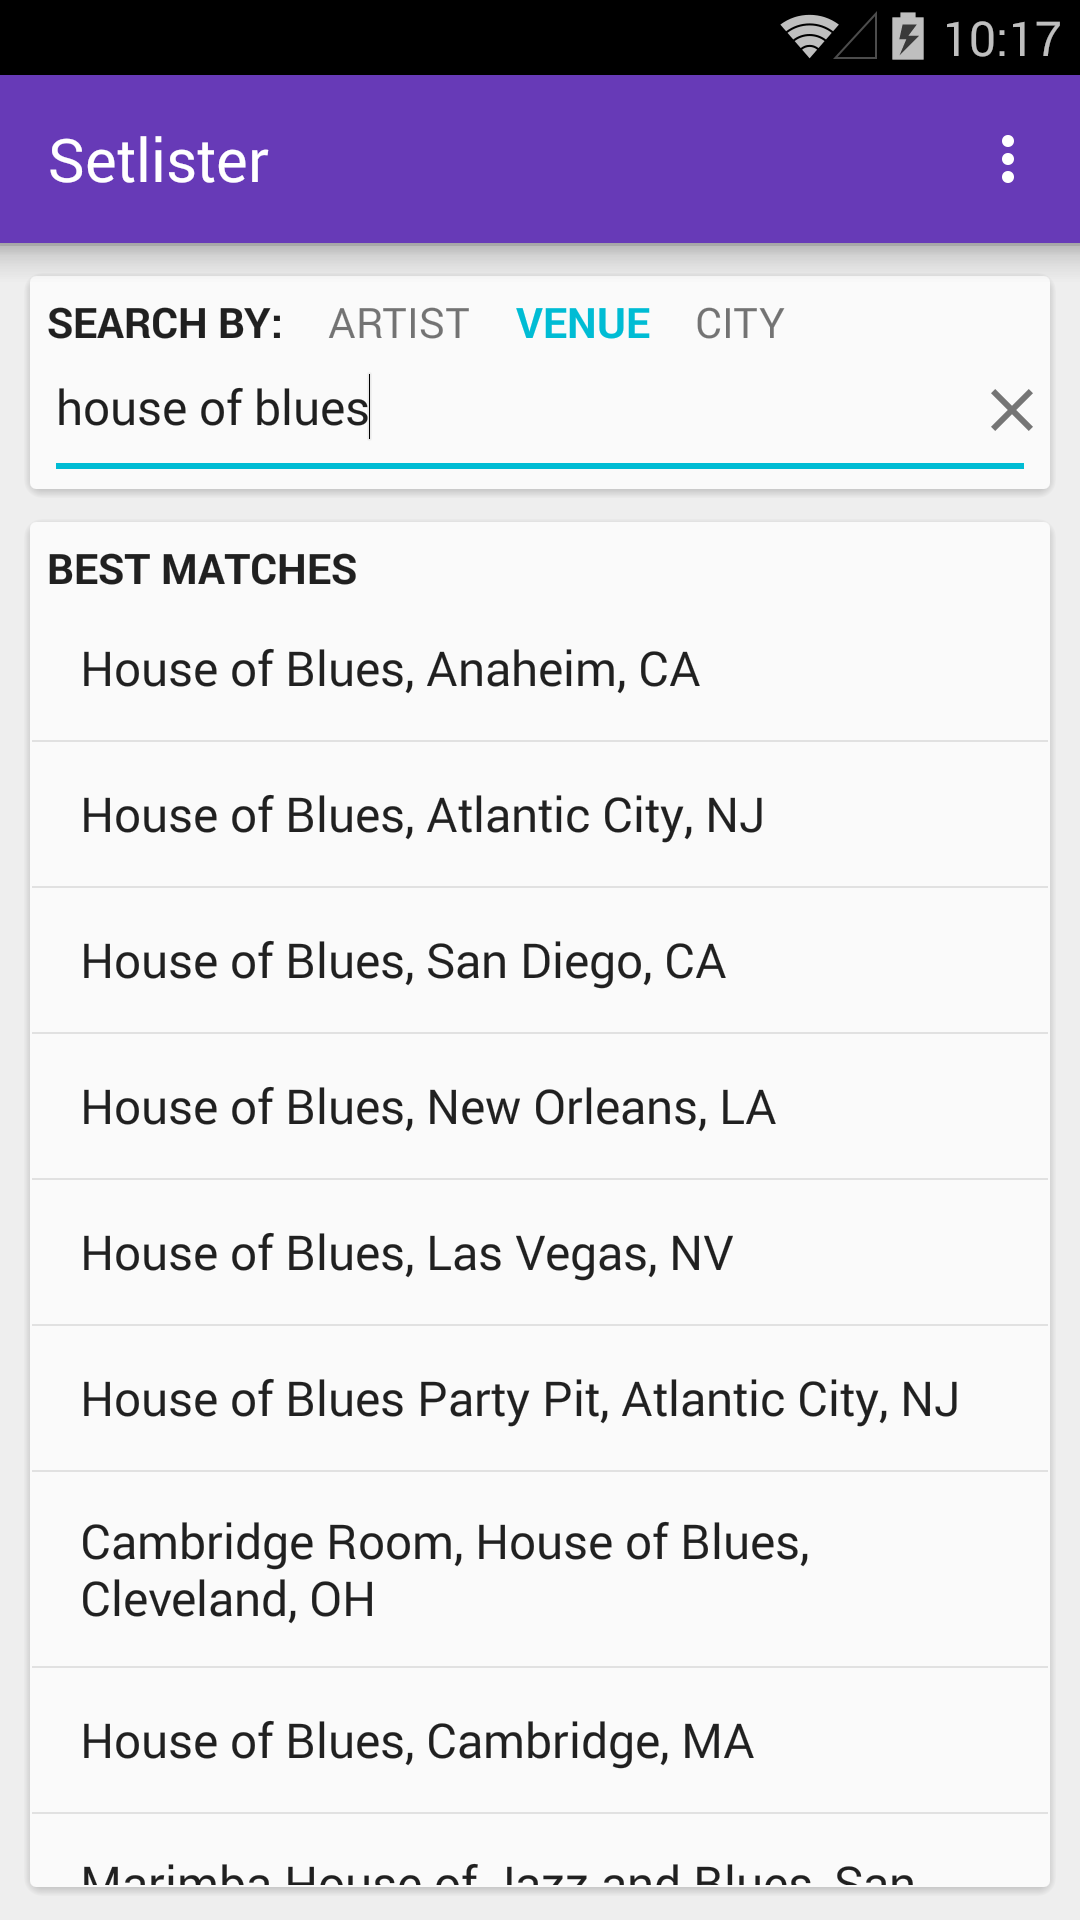 10:17
Setlister
SEARCH BY: ARTIST VENUE CITY
house of blues
BEST MATCHES
House of Blues, Anaheim, CA
House of Blues, Atlantic City, NJ
House of Blues, San Diego, CA
House of Blues, New Orleans, LA
House of Blues, Las Vegas, NV
House of Blues Party Pit, Atlantic City, NJ
Cambridge Room, House of Blues,
Cleveland, OH
House of Blues, Cambridge, MA
Marimba House of Jazz and Blues, San